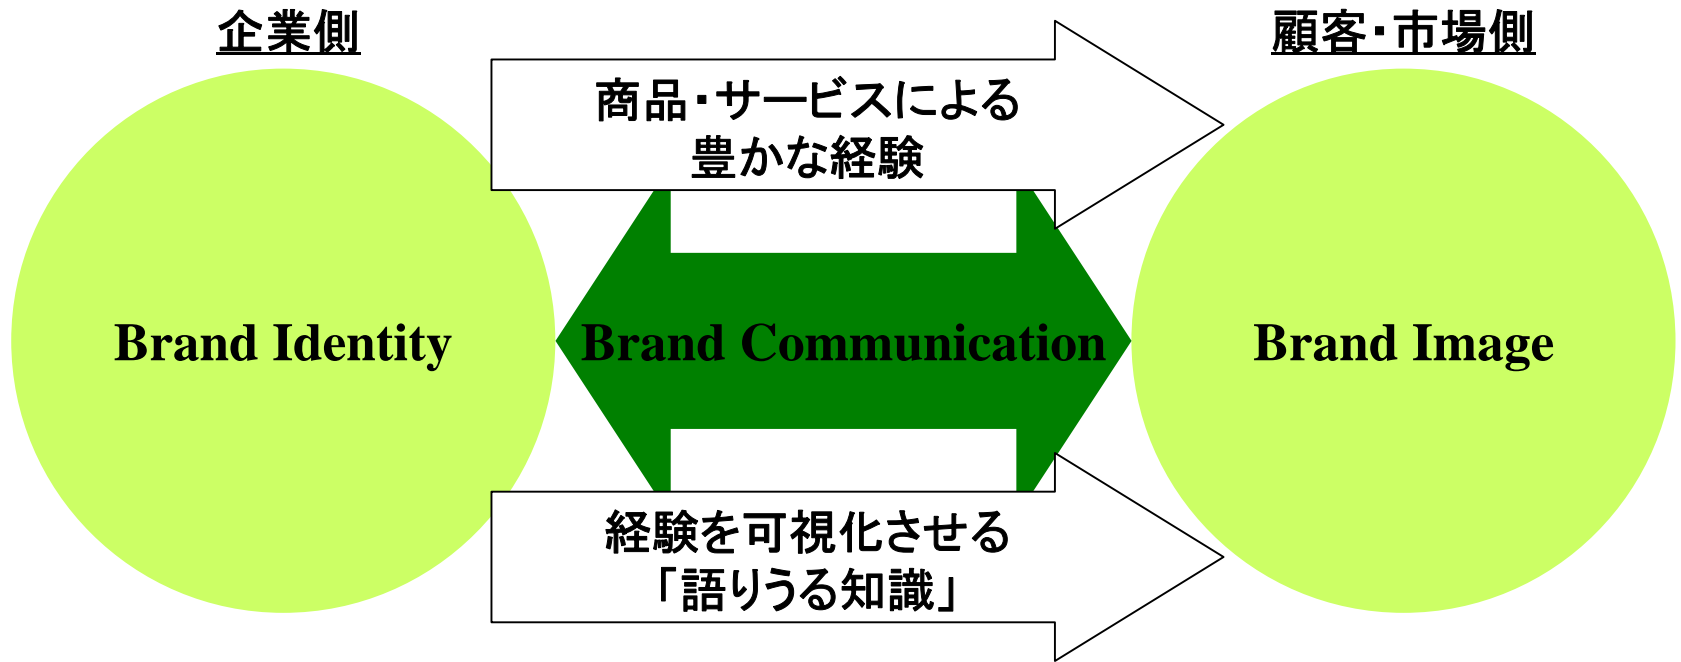 企業側
顧客・市場側
商品・サービスによる
豊かな経験
Brand Identity
Brand Communication
Brand Image
経験を可視化させる
「語りうる知識」